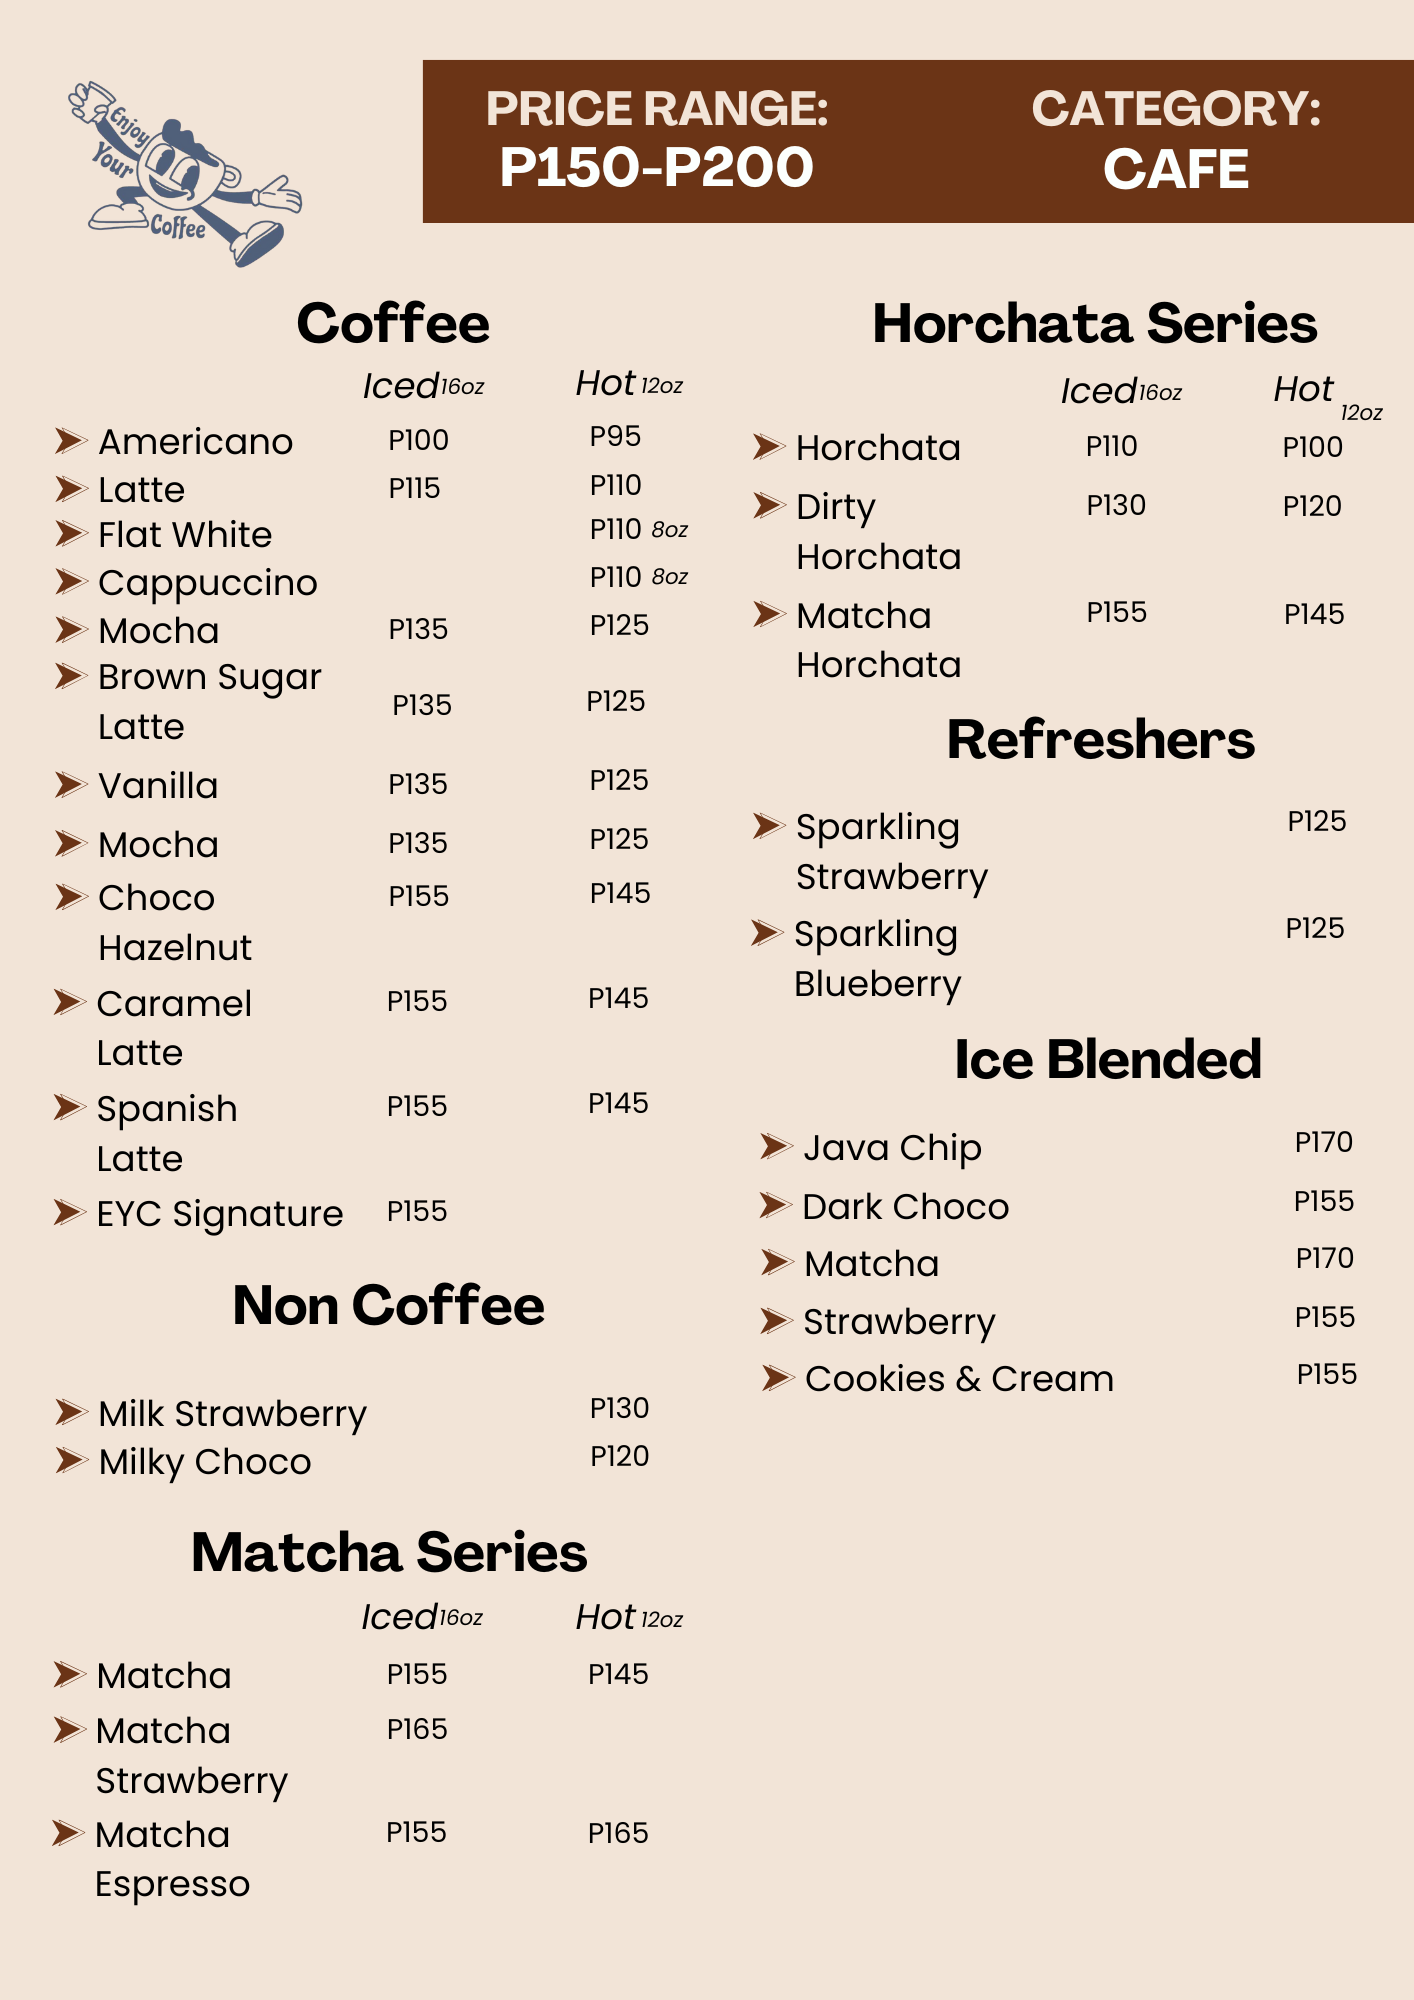 Enjoy
Your
Coffee
PRICE RANGE:
P150-P200
CATEGORY:
CAFE
Coffee
Iced 16oz Hot 12oz
Americano P100 P95
Latte P115 P110
Flat White P110 8oz
Cappuccino P110 8oz
Mocha P135 P125
Brown Sugar
Latte P135 P125
Vanilla P135 P125
Mocha P135 P125
Choco P155 P145
Hazelnut
Caramel P155 P145
Latte
Spanish P155 P145
Latte
EYC Signature P155
Non Coffee
Milk Strawberry P130
Milky Choco P120
Matcha Series
Iced 16oz Hot 12oz
Matcha P155 P145
Matcha P165
Strawberry
Matcha P155 P165
Espresso
Horchata Series
Iced 16oz Hot
12oz
Horchata P110 P100
Dirty P130 P120
Horchata
Matcha P155 P145
Horchata
Refreshers
Sparkling P125
Strawberry
Sparkling P125
Blueberry
Ice Blended
Java Chip P170
Dark Choco P155
Matcha P170
Strawberry P155
Cookies & Cream P155